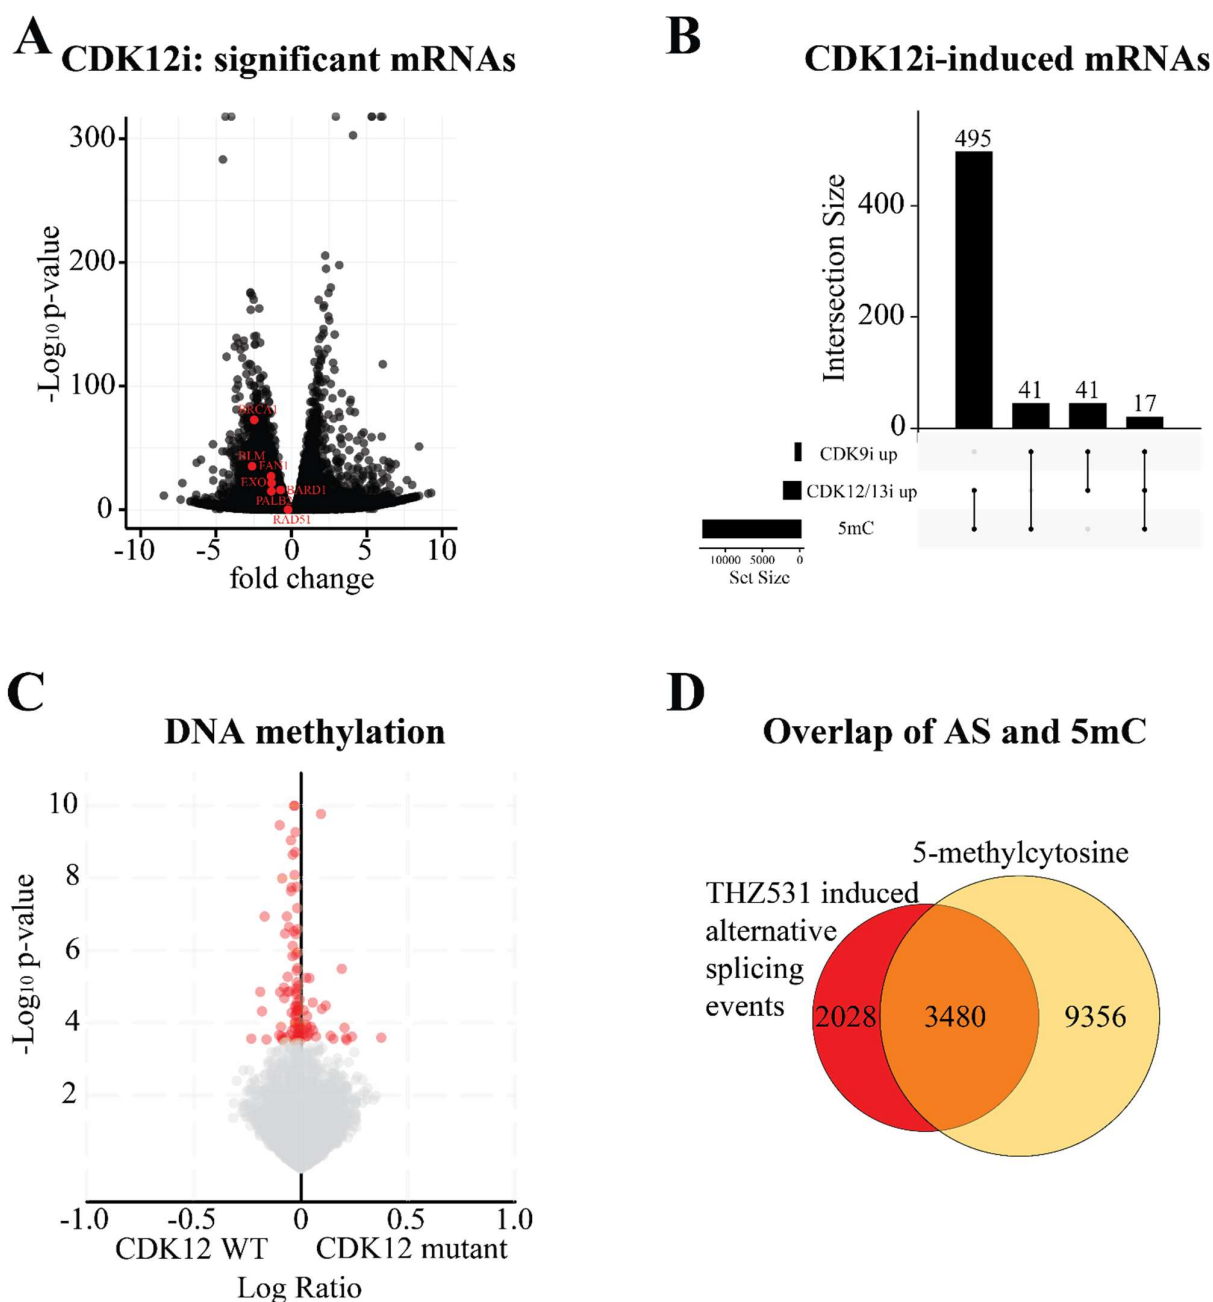 A
CDK12i: significant mRNAs
-Log10 p-value
300
200
100
0
BRCA1
BLM
FAN1
EXO1
BARD1
PALB2
RAD51
-10
-5
0
5
10
fold change
B
CDK12i-induced mRNAs
Intersection Size
400
200
0
495
41
41
17
CDK9i up
CDK12/13i up
5mC
10000
5000
0
Set Size
C
DNA methylation
-Log10 p-value
10
8
6
4
2
-1.0
-0.5
0
0.5
1.0
CDK12 WT
CDK12 mutant
Log Ratio
D
Overlap of AS and 5mC
5-methylcytosine
THZ531 induced
alternative
splicing
events
2028
3480
9356